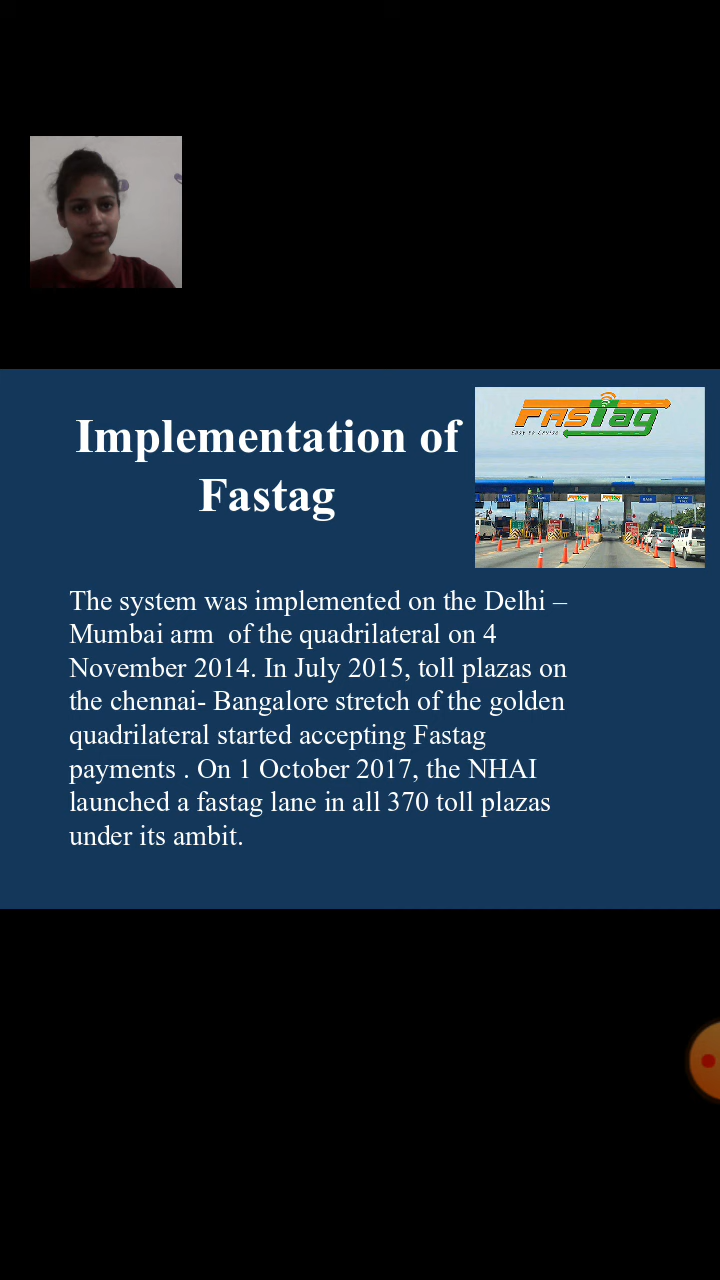 Implementation of
Fastag
FASTag
The system was implemented on the Delhi –
Mumbai arm  of the quadrilateral on 4
November 2014. In July 2015, toll plazas on
the chennai- Bangalore stretch of the golden
quadrilateral started accepting Fastag
payments . On 1 October 2017, the NHAI
launched a fastag lane in all 370 toll plazas
under its ambit.